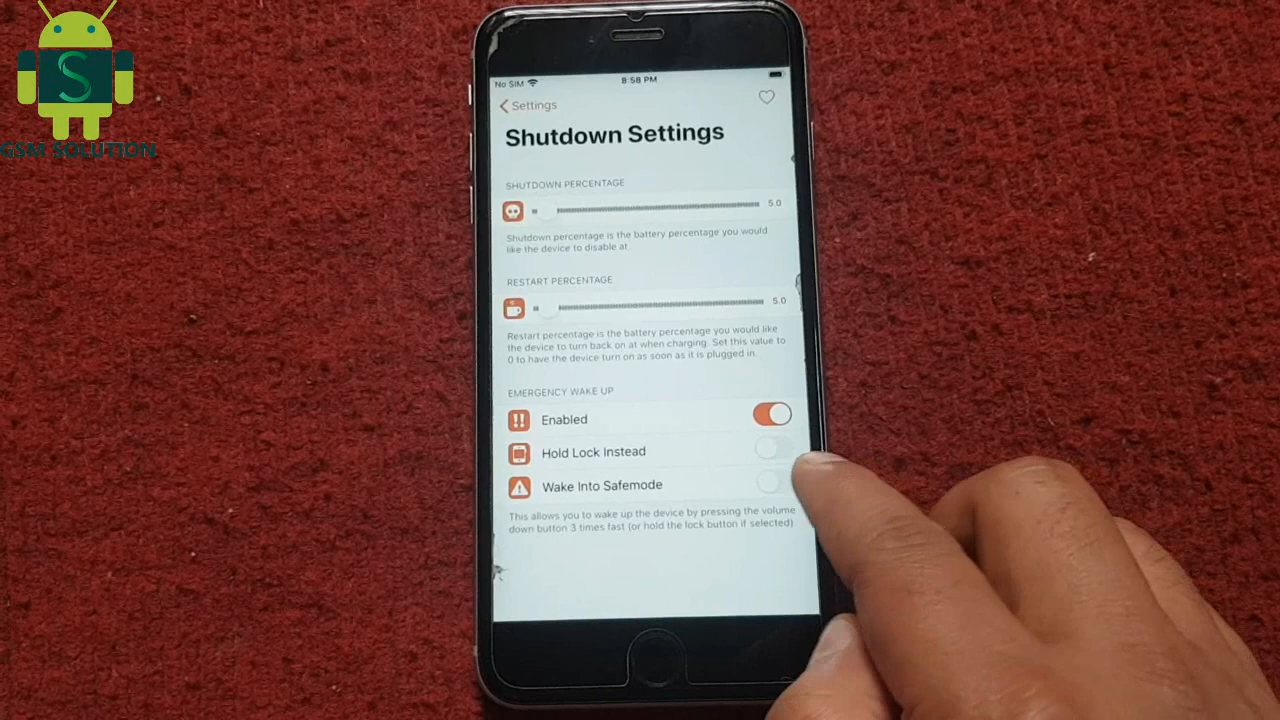 GSM SOLUTION
No SIM
8:58 PM
Settings
Shutdown Settings
SHUTDOWN PERCENTAGE
5.0
Shutdown percentage is the battery percentage you would
like the device to disable at.
RESTART PERCENTAGE
5.0
Restart percentage is the battery percentage you would like
the device to turn back on at when charging. Set this value to
0 to have the device turn on as soon as it is plugged in
EMERGENCY WAKE UP
Enabled
Hold Lock Instead
Wake Into Safemode
This allows you to wake up the device by pressing the volume
down button 3 times fast (or hold the lock button if selected)